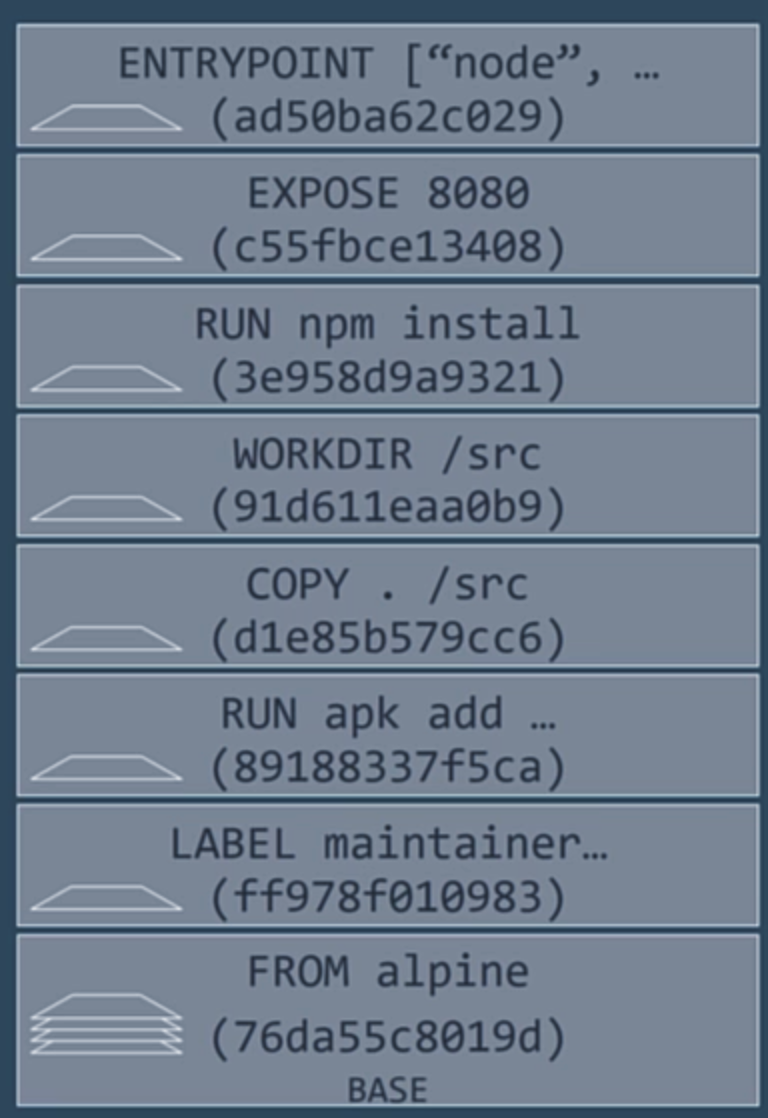 ENTRYPOINT [“node”, …
(ad50ba62c029)
EXPOSE 8080
(c55fbce13408)
RUN npm install
(3e958d9a9321)
WORKDIR /src
(91d611eaa0b9)
COPY . /src
(d1e85b579cc6)
RUN apk add …
(89188337f5ca)
LABEL maintainer…
(ff978f010983)
FROM alpine
(76da55c8019d)
BASE